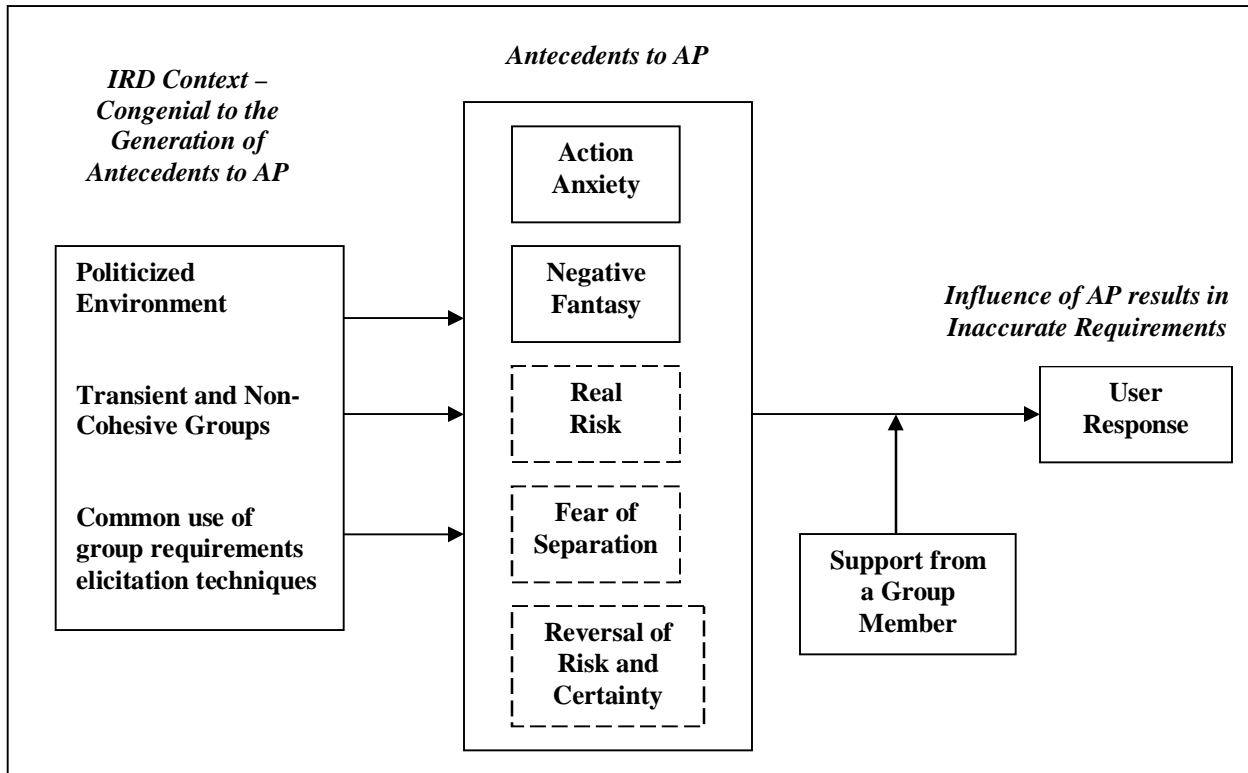 IRD Context –
Congenial to the
Generation of
Antecedents to AP
Politicized
Environment
Transient and Non-
Cohesive Groups
Common use of
group requirements
elicitation techniques
Antecedents to AP
Action
Anxiety
Negative
Fantasy
Real
Risk
Fear of
Separation
Reversal of
Risk and
Certainty
Support from
a Group
Member
Influence of AP results in
Inaccurate Requirements
User
Response